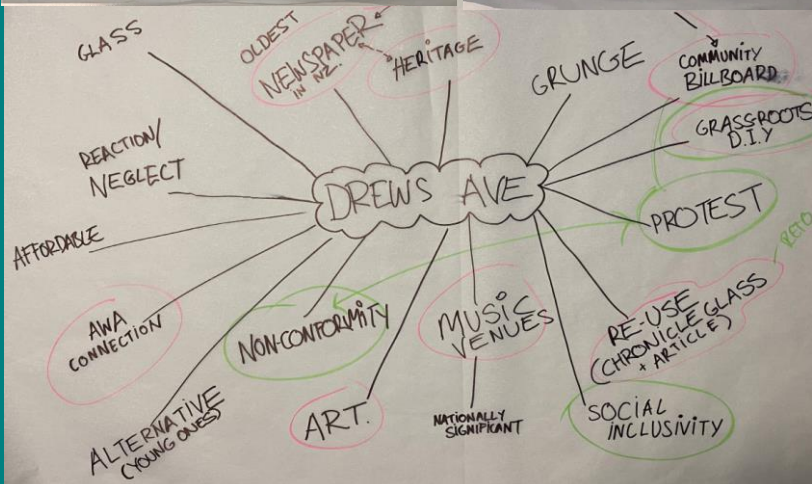 GLASS
OLDEST
NEWSPAPER
IN NZ.
HERITAGE
GRUNGE
COMMUNITY
BILLBOARD
GRASSROOTS
D.I.Y
REACTION/
NEGLECT
DREWS AVE
PROTEST
AFFORDABLE
AWA
CONNECTION
NON-CONFORMITY
MUSIC
VENUES
RE-USE
(CHRONICLE GLASS
+ ARTICLE)
ALTERNATIVE
(YOUNG ONES)
ART.
NATIONALLY
SIGNIFICANT
SOCIAL
INCLUSIVITY